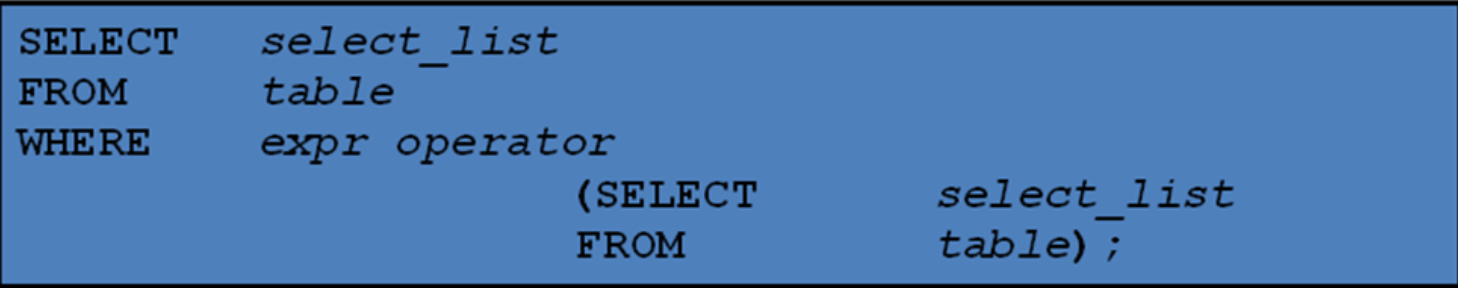 SELECT select_list
FROM table
WHERE expr operator
(SELECT select_list
FROM table);